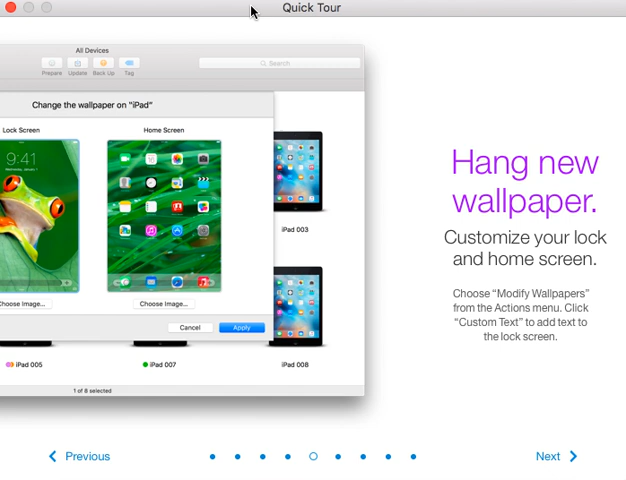 Quick Tour
All Devices
Prepare Update Back Up Tag
Search
Change the wallpaper on “iPad”
Lock Screen
Home Screen
9:41
Choose Image...
Choose Image...
Cancel
Apply
iPad 003
iPad 005
iPad 007
iPad 008
1 of 8 selected
Hang new
wallpaper.
Customize your lock
and home screen.
Choose “Modify Wallpapers”
from the Actions menu. Click
“Custom Text” to add text to
the lock screen.
Previous
Next